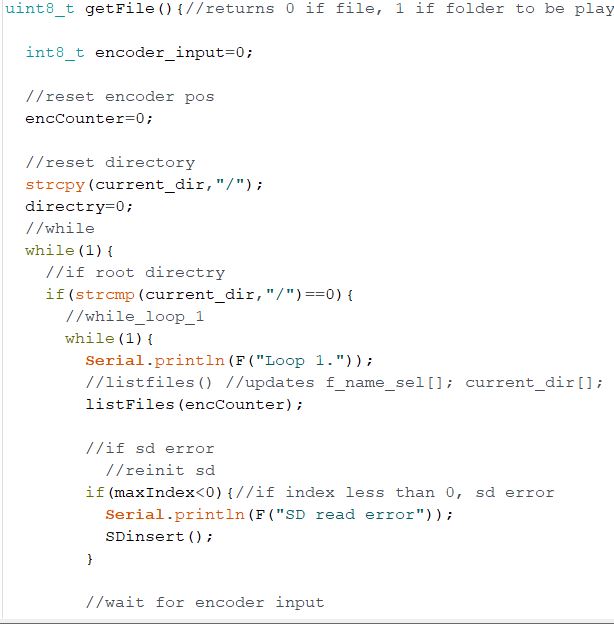 uint8_t getFile(){//returns 0 if file, 1 if folder to be play
int8_t encoder_input=0;
//reset encoder pos
encCounter=0;
//reset directory
strcpy(current_dir,"/");
directry=0;
//while
while(1){
//if root directry
if(strcmp(current_dir,"/")==0){
//while_loop_1
while(1){
Serial.println(F("Loop 1."));
//listfiles() //updates f_name_sel[]; current_dir[];
listFiles(encCounter);
//if sd error
//reinit sd
if(maxIndex<0){//if index less than 0, sd error
Serial.println(F("SD read error"));
SDinsert();
}
//wait for encoder input